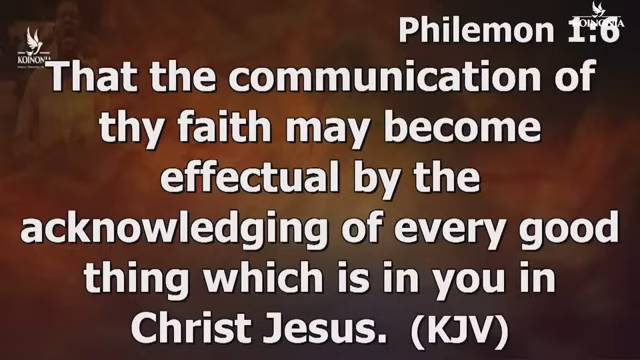 Philemon 1:6
KOINONIA
KOINONIA
That the communication of
thy faith may become
effectual by the
acknowledging of every good
thing which is in you in
Christ Jesus.  (KJV)